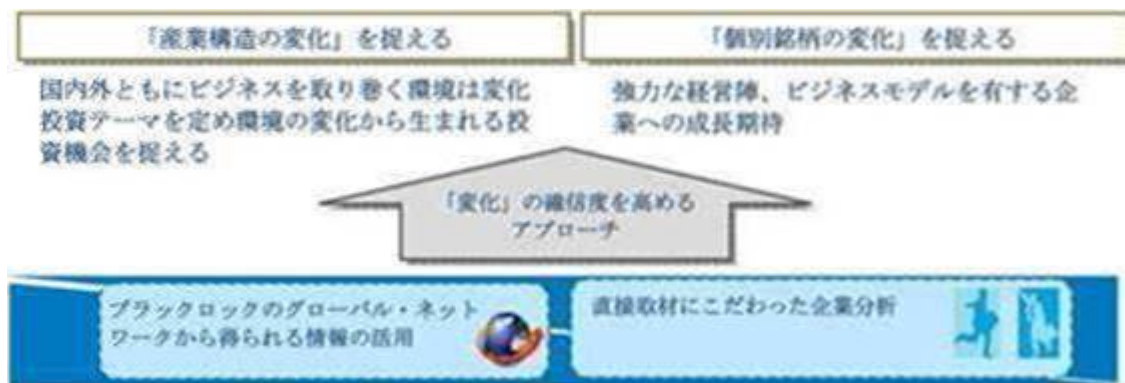 「産業構造の変化」を捉える
「個別銘柄の変化」を捉える
国内外ともにビジネスを取り巻く環境は変化
投資テーマを定め環境の変化から生まれる投
資機会を捉える
強力な経営陣、ビジネスモデルを有する企
業への成長期待
「変化」の確信度を高める
アプローチ
ブラックロックのグローバル・ネット
ワークから得られる情報の活用
直接取材にこだわった企業分析